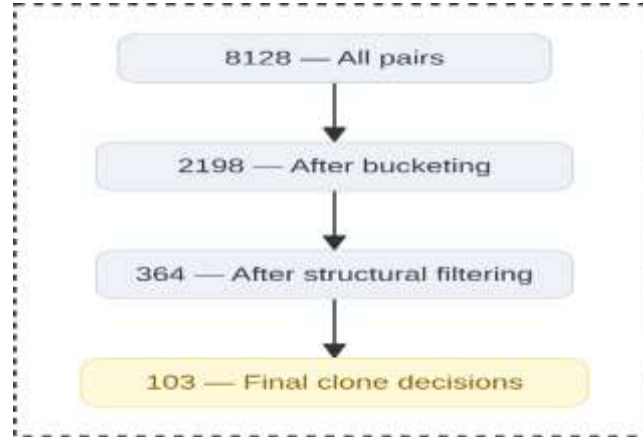 8128 — All pairs
2198 — After bucketing
364 — After structural filtering
103 — Final clone decisions